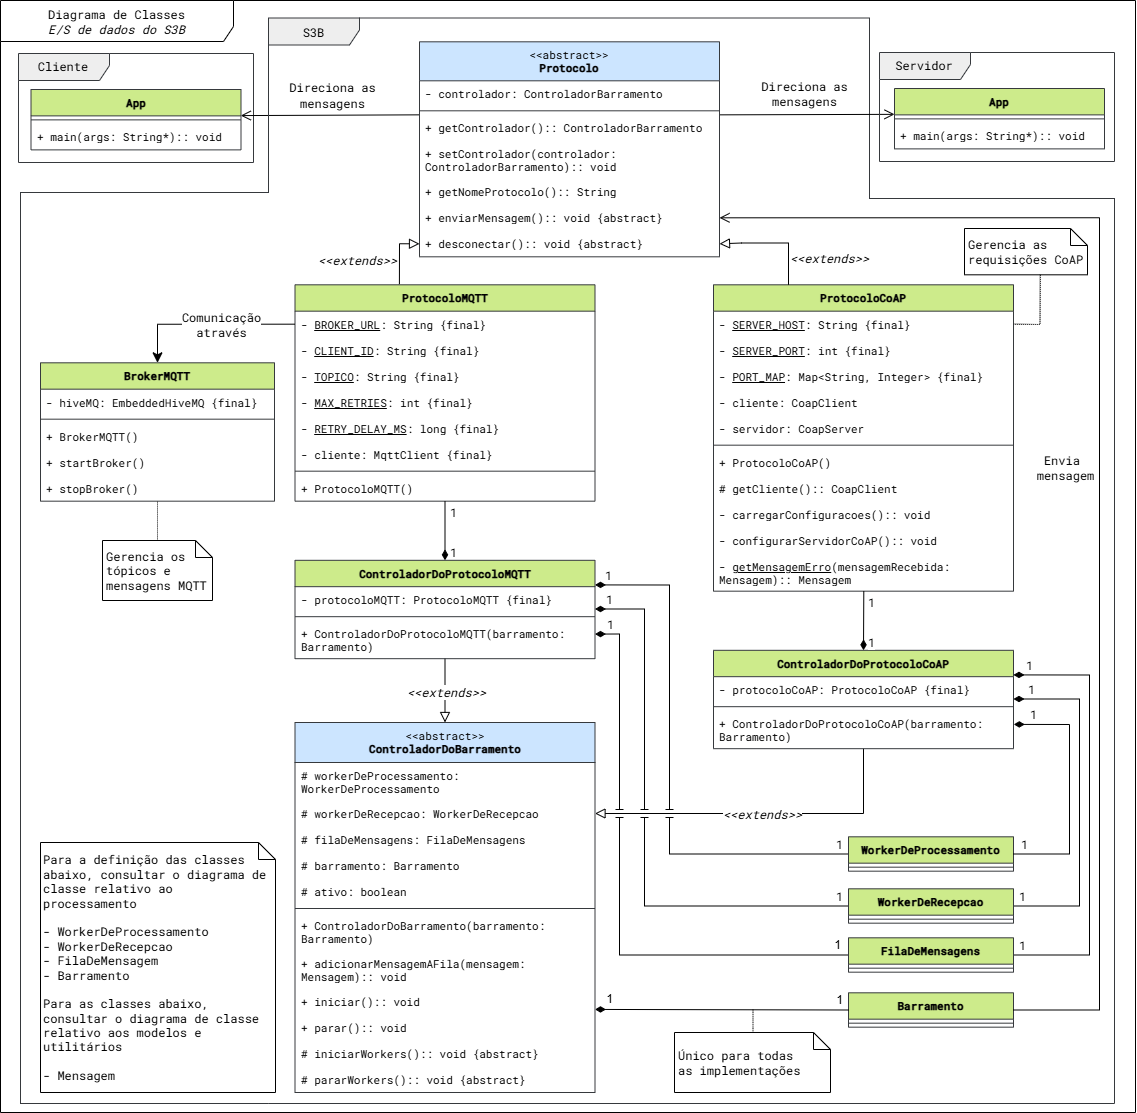 Diagrama de Classes
E/S de dados do S3B
S3B
Cliente
App
+ main(args: String*):: void
Direciona as
mensagens
<<abstract>>
Protocolo
- controlador: ControladorBarramento
+ getControlador():: ControladorBarramento
+ setControlador(controlador:
ControladorBarramento):: void
+ getNomeProtocolo():: String
+ enviarMensagem():: void {abstract}
+ desconectar():: void {abstract}
Direciona as
mensagens
Servidor
App
+ main(args: String*):: void
<<extends>>
<<extends>>
Gerencia as
requisições CoAP
Comunicação
através
BrokerMQTT
- hiveMQ: EmbeddedHiveMQ {final}
+ BrokerMQTT()
+ startBroker()
+ stopBroker()
Gerencia os
tópicos e
mensagens MQTT
ProtocoloMQTT
- BROKER_URL: String {final}
- CLIENT_ID: String {final}
- TOPICO: String {final}
- MAX_RETRIES: int {final}
- RETRY_DELAY_MS: long {final}
- cliente: MqttClient {final}
+ ProtocoloMQTT()
1
1
ProtocoloCoAP
- SERVER_HOST: String {final}
- SERVER_PORT: int {final}
- PORT_MAP: Map<String, Integer> {final}
- cliente: CoapClient
- servidor: CoapServer
+ ProtocoloCoAP()
# getCliente():: CoapClient
- carregarConfiguracoes():: void
- configurarServidorCoAP():: void
- getMensagemErro(mensagemRecebida:
Mensagem):: Mensagem
1
1
Envia
mensagem
ControladorDoProtocoloMQTT
- protocoloMQTT: ProtocoloMQTT {final}
+ ControladorDoProtocoloMQTT(barramento:
Barramento)
1
1
1
<<extends>>
ControladorDoProtocoloCoAP
- protocoloCoAP: ProtocoloCoAP {final}
+ ControladorDoProtocoloCoAP(barramento:
Barramento)
1
1
1
<<extends>>
<<abstract>>
ControladorDoBarramento
# workerDeProcessamento:
WorkerDeProcessamento
# workerDeRecepcao: WorkerDeRecepcao
# filaDeMensagens: FilaDeMensagens
# barramento: Barramento
# ativo: boolean
+ ControladorDoBarramento(barramento:
Barramento)
+ adicionarMensagemAFila(mensagem:
Mensagem):: void
+ iniciar():: void
+ parar():: void
# iniciarWorkers():: void {abstract}
# pararWorkers():: void {abstract}
1 WorkerDeProcessamento 1
1 WorkerDeRecepcao 1
1 FilaDeMensagens 1
1 1 Barramento
Único para todas
as implementações
Para a definição das classes
abaixo, consultar o diagrama de
classe relativo ao
processamento
- WorkerDeProcessamento
- WorkerDeRecepcao
- FilaDeMensagem
- Barramento
Para as classes abaixo,
consultar o diagrama de classe
relativo aos modelos e
utilitários
- Mensagem